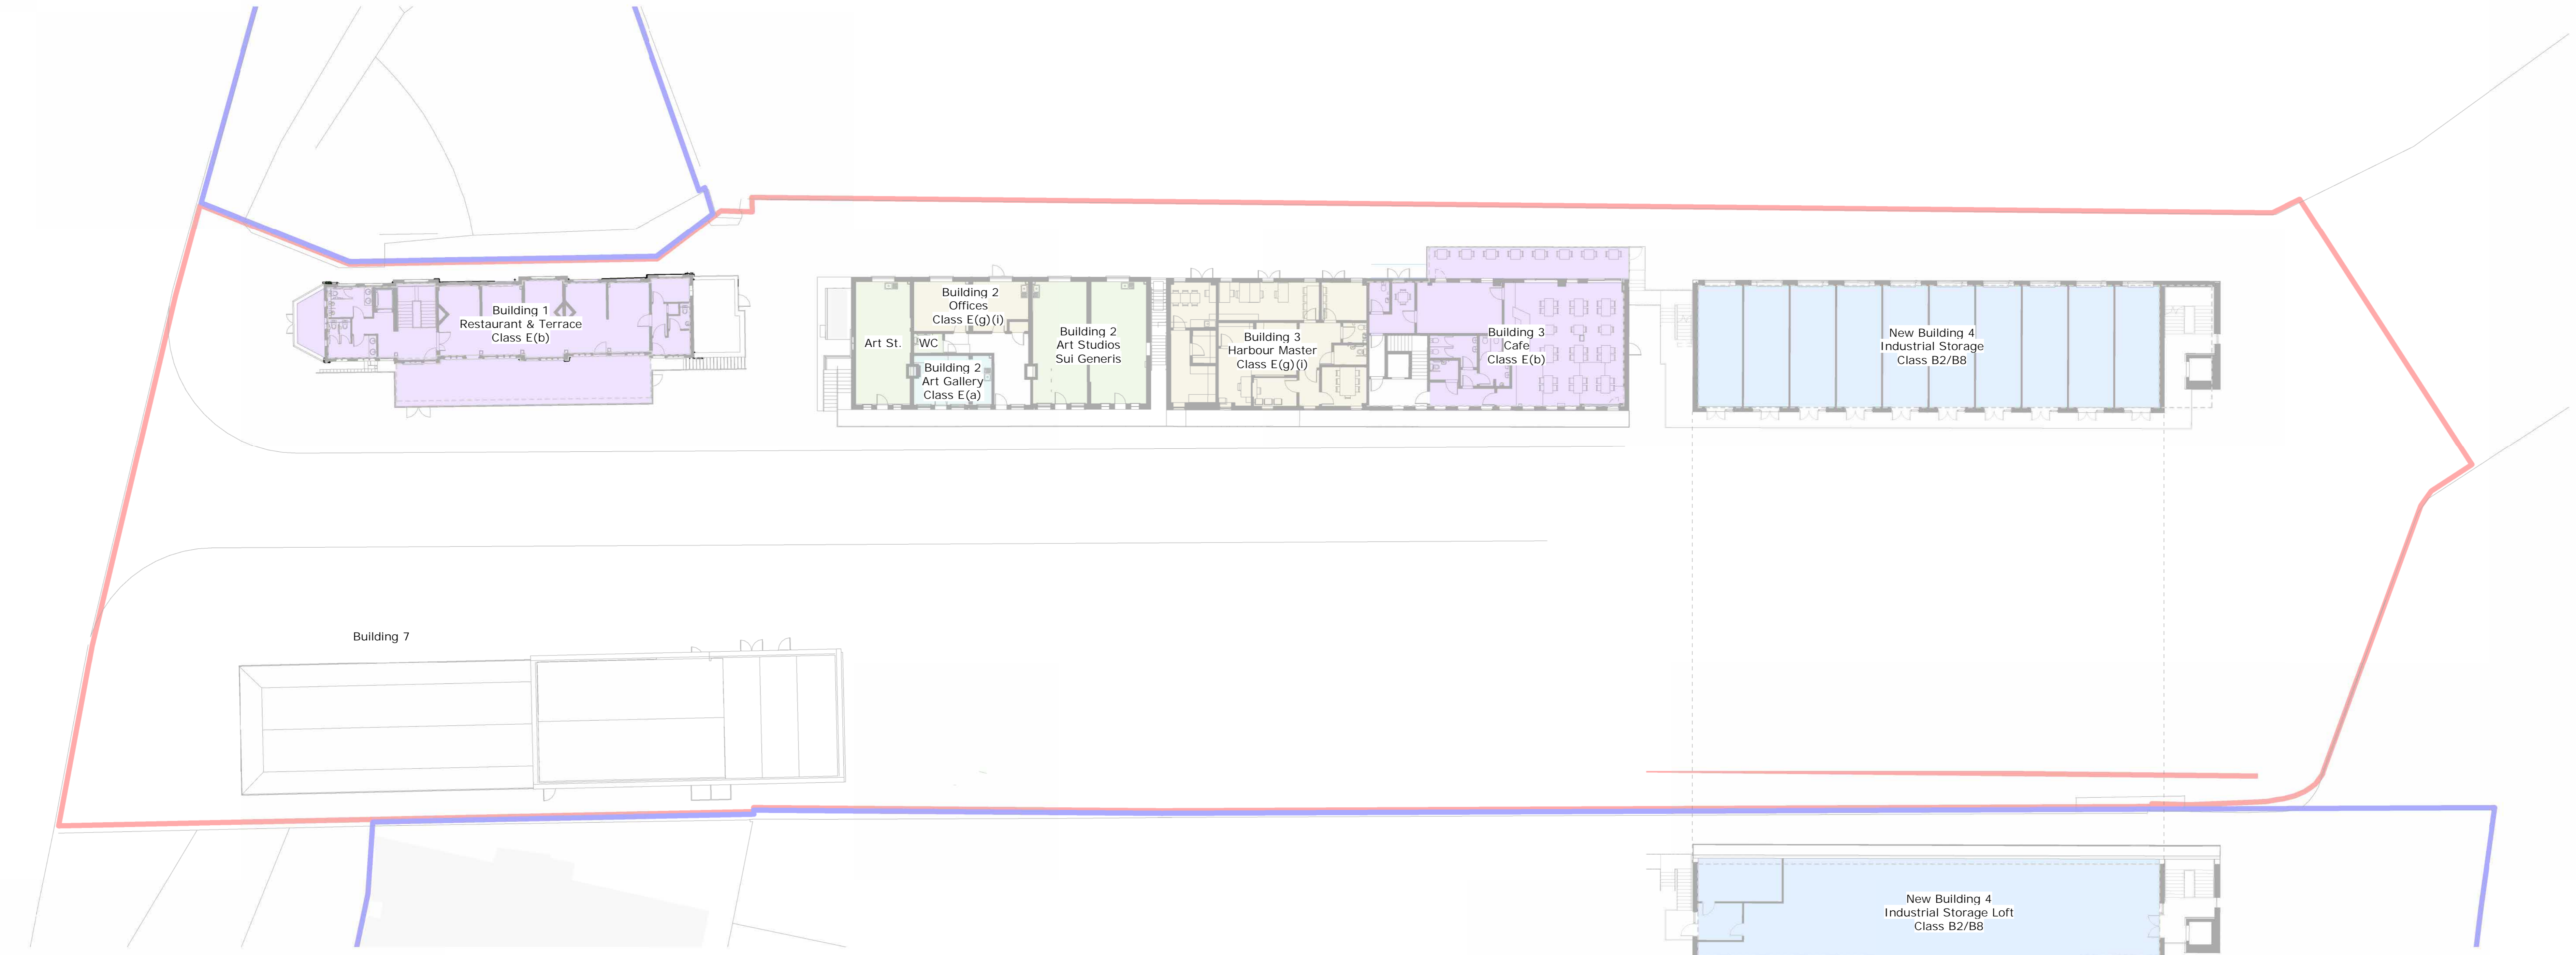 Building 1
Restaurant & Terrace
Class E(b)
Art St.
Building 2
Offices
Class E(g)(i)
WC
Building 2
Art Gallery
Class E(a)
Building 2
Art Studios
Sui Generis
Building 3
Harbour Master
Class E(g)(i)
Building 3
Cafe
Class E(b)
New Building 4
Industrial Storage
Class B2/B8
Building 7
New Building 4
Industrial Storage Loft
Class B2/B8